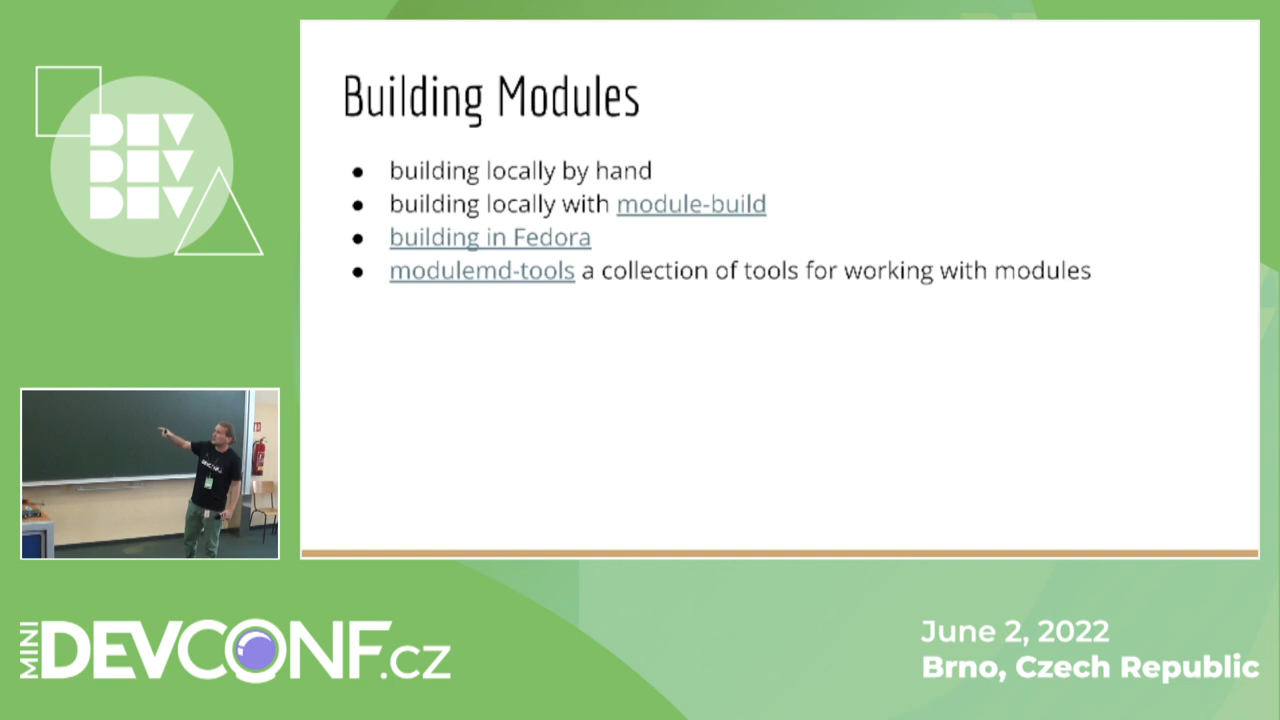 DEV
DEV
DEV
Building Modules
building locally by hand
building locally with module-build
building in Fedora
modulemd-tools a collection of tools for working with modules
MINI DEVCONF.CZ
June 2, 2022
Brno, Czech Republic